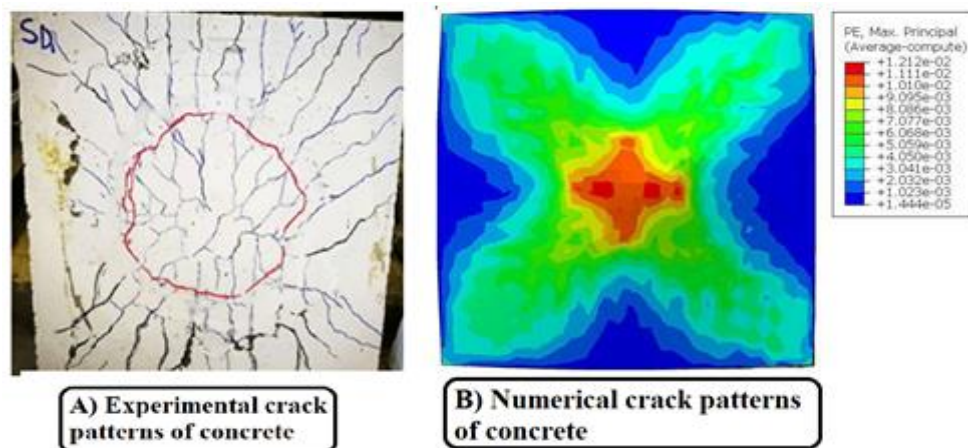 SD1
PE, Max. Principal
(Average-compute)
+1.212e-02
+1.111e-02
+1.010e-02
+9.095e-03
+8.086e-03
+7.077e-03
+6.068e-03
+5.059e-03
+4.050e-03
+3.041e-03
+2.032e-03
+1.023e-03
+1.444e-05
A) Experimental crack
patterns of concrete
B) Numerical crack patterns
of concrete